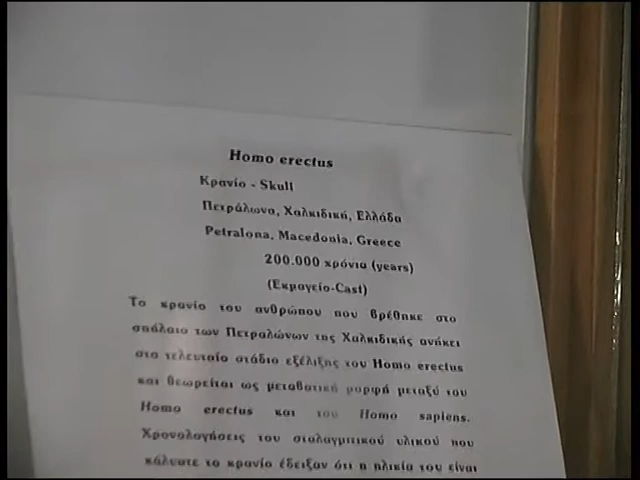 Homo erectus
Κρανίο - Skull
Πετράλωνα, Χαλκιδική, Ελλάδα
Petralona, Macedonia, Greece
200.000 χρόνια (years)
(Εκμαγείο-Cast)
Το κρανίο του ανθρώπου που βρέθηκε στο
σπήλαιο των Πετραλώνων της Χαλκιδικής ανήκει
στο τελευταίο στάδιο εξέλιξης του Homo erectus
και θεωρείται ως μεταβατική μορφή μεταξύ του
Homo erectus και του Homo sapiens.
Χρονολογήσεις του σταλαγμιτικού υλικού που
κάλυπτε το κρανίο έδειξαν ότι η ηλικία του είναι